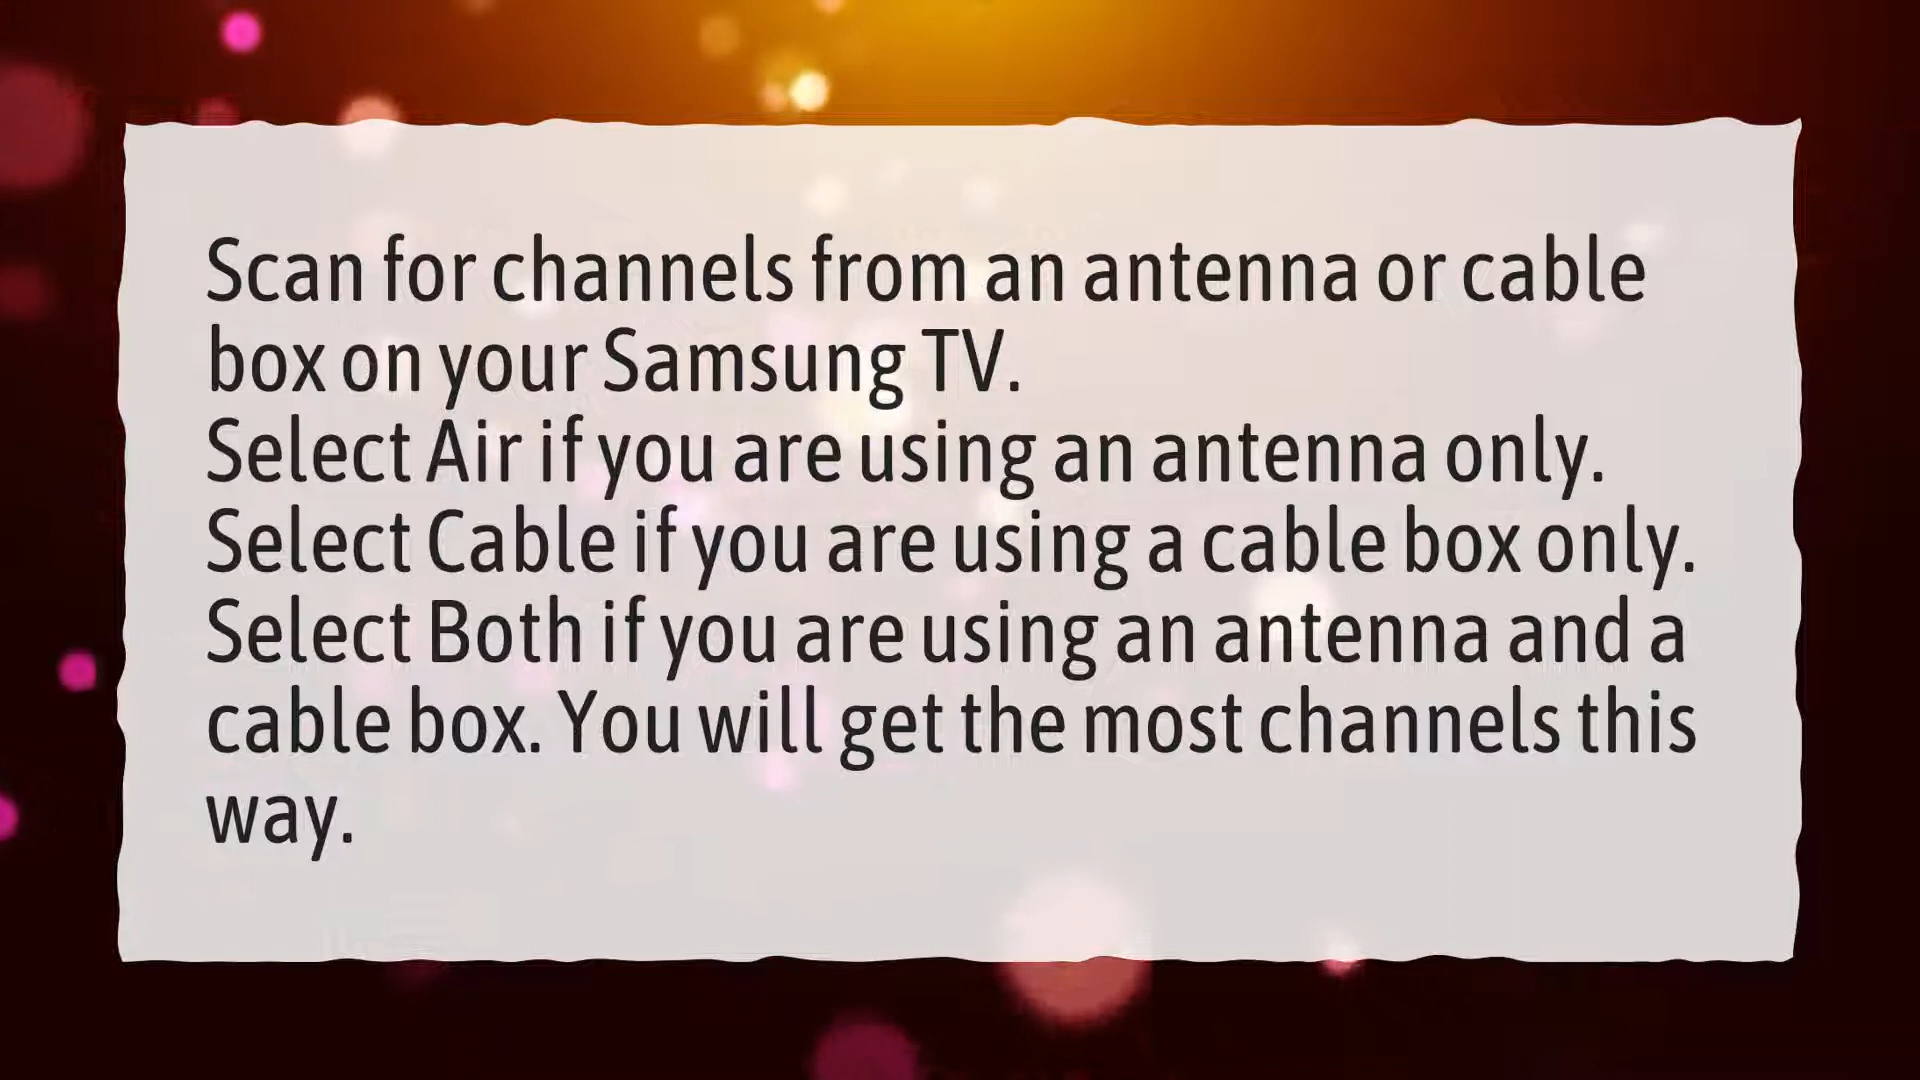 Scan for channels from an antenna or cable
box on your Samsung TV.
Select Air if you are using an antenna only.
Select Cable if you are using a cable box only.
Select Both if you are using an antenna and a
cable box. You will get the most channels this
way.